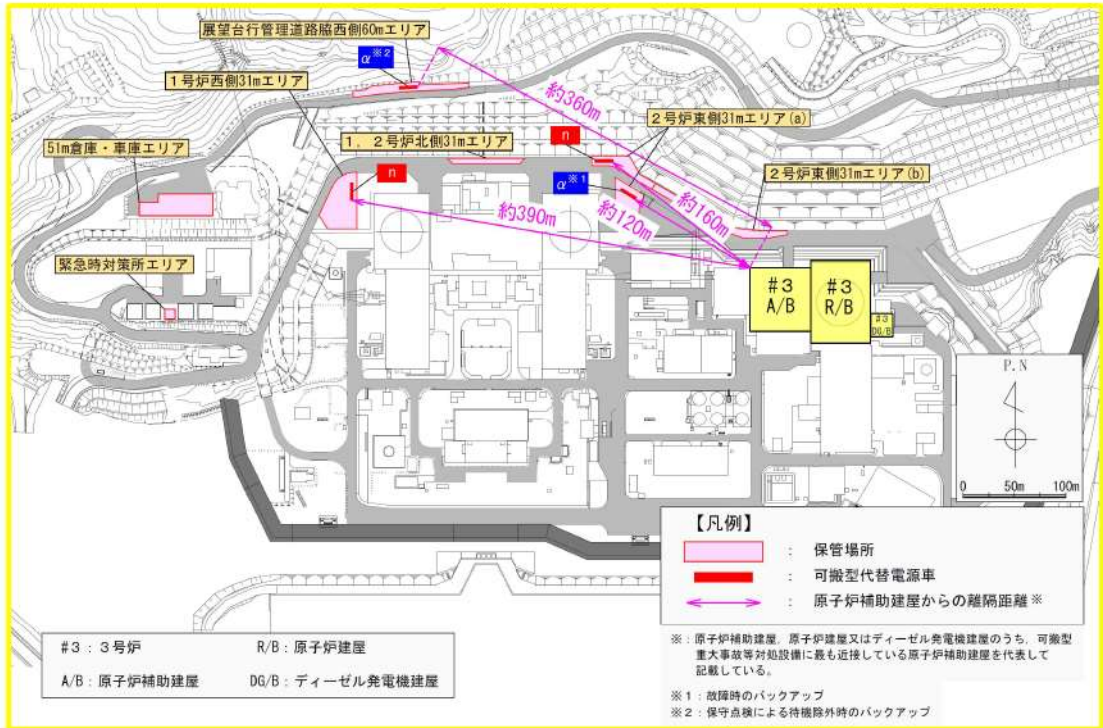 展望台行管理道路脇西側60mエリア
α※2
1号炉西側31mエリア
約360m
2号炉東側31mエリア(a)
51m倉庫・車庫エリア
1,2号炉北側31mエリア
n
n
α※1
2号炉東側31mエリア(b)
約390m
約120m
約160m
緊急時対策所エリア
#3
A/B
#3
R/B
#3
DG/B
P.N
0 50m 100m
【凡例】
: 保管場所
: 可搬型代替電源車
: 原子炉補助建屋からの離隔距離※
#3:3号炉 R/B:原子炉建屋
A/B:原子炉補助建屋 DG/B:ディーゼル発電機建屋
※:原子炉補助建屋,原子炉建屋又はディーゼル発電機建屋のうち,可搬型
重大事故等対処設備に最も近接している原子炉補助建屋を代表して
記載している。
※1:故障時のバックアップ
※2:保守点検による待機除外時のバックアップ